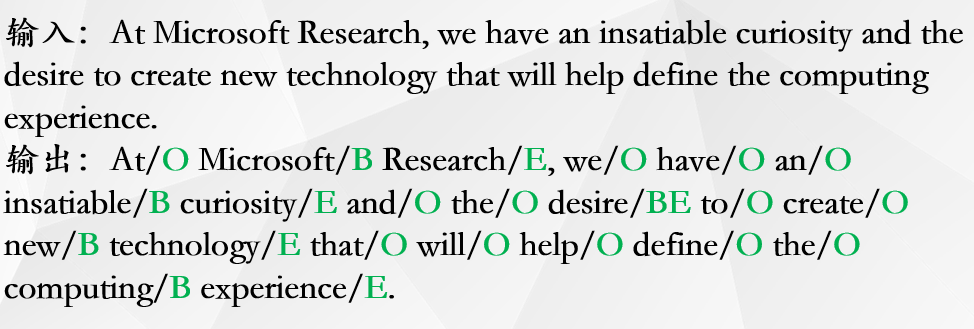 输入：At Microsoft Research, we have an insatiable curiosity and the
desire to create new technology that will help define the computing
experience.
输出：At/O Microsoft/B Research/E, we/O have/O an/O
insatiable/B curiosity/E and/O the/O desire/BE to/O create/O
new/B technology/E that/O will/O help/O define/O the/O
computing/B experience/E.